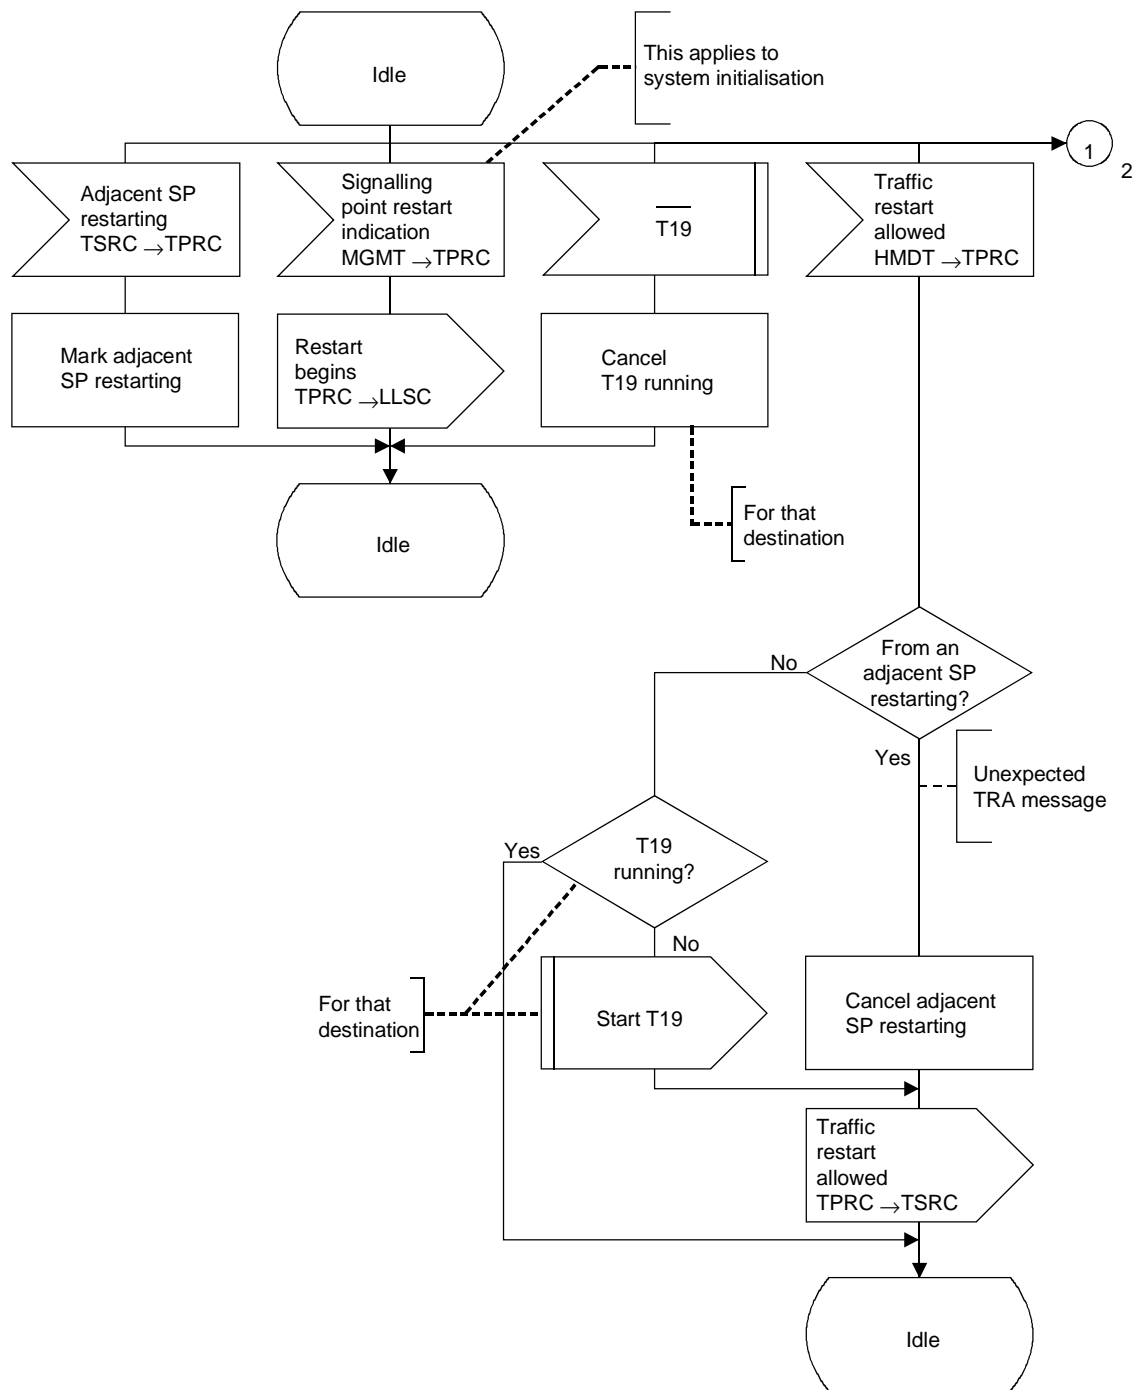 Idle
This applies to
system initialisation
1
2
Adjacent SP
restarting
TSRC →TPRC
Signalling
point restart
indication
MGMT →TPRC
T19
Traffic
restart
allowed
HMDT →TPRC
Mark adjacent
SP restarting
Restart
begins
TPRC →LLSC
Cancel
T19 running
Idle
For that
destination
From an
adjacent SP
restarting?
No
Yes
Unexpected
TRA message
T19
running?
Yes
No
For that
destination
Start T19
Cancel adjacent
SP restarting
Traffic
restart
allowed
TPRC →TSRC
Idle